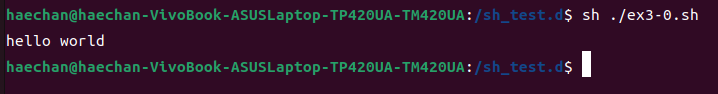 haechan@haechan-VivoBook-ASUSLaptop-TP420UA-TM420UA:/sh_test.d$ sh ./ex3-0.sh
hello world
haechan@haechan-VivoBook-ASUSLaptop-TP420UA-TM420UA:/sh_test.d$